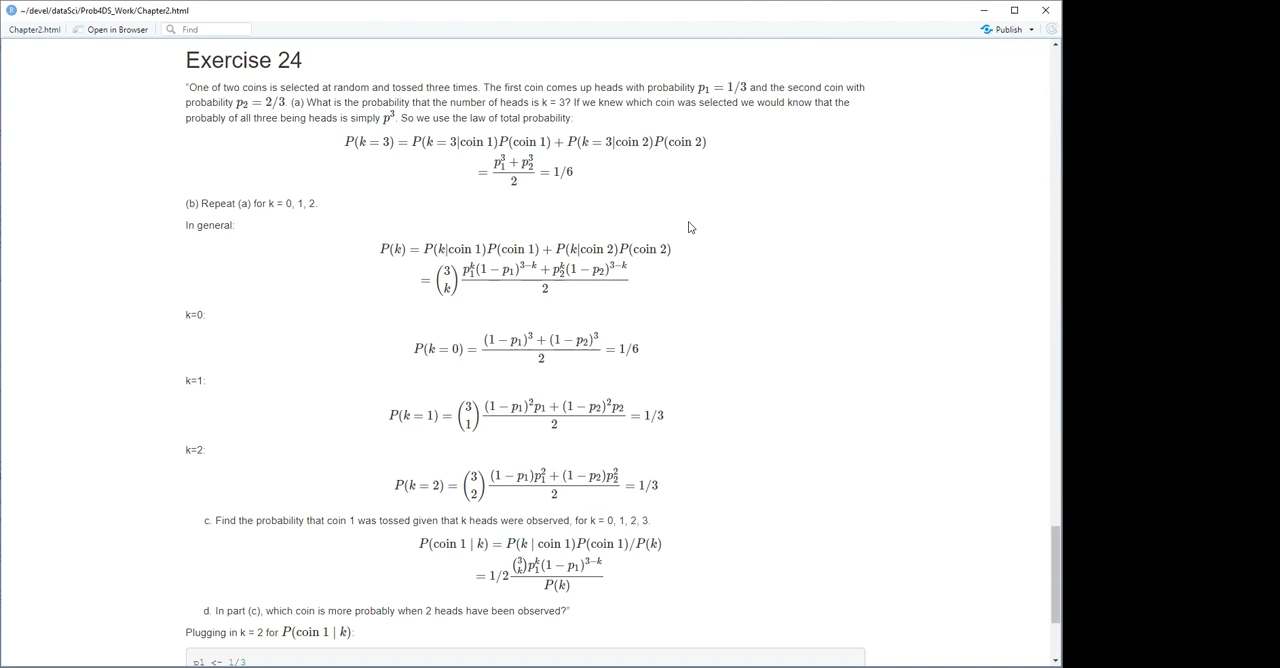 ~/devel/dataSci/Prob4DS_Work/Chapter2.html
Chapter2.html Open in Browser Find Publish
Exercise 24
"One of two coins is selected at random and tossed three times. The first coin comes up heads with probability p₁ = 1/3 and the second coin with
probability p₂ = 2/3. (a) What is the probability that the number of heads is k = 3? If we knew which coin was selected we would know that the
probably of all three being heads is simply p³. So we use the law of total probability:
P(k = 3) = P(k = 3|coin 1)P(coin 1) + P(k = 3|coin 2)P(coin 2)
= (p₁³ + p₂³)/2 = 1/6
(b) Repeat (a) for k = 0, 1, 2.
In general:
P(k) = P(k|coin 1)P(coin 1) + P(k|coin 2)P(coin 2)
= (3 k) (p₁ᵏ(1 − p₁)³⁻ᵏ + p₂ᵏ(1 − p₂)³⁻ᵏ)/2
k=0:
P(k = 0) = ((1 − p₁)³ + (1 − p₂)³)/2 = 1/6
k=1:
P(k = 1) = (3 1) ((1 − p₁)²p₁ + (1 − p₂)²p₂)/2 = 1/3
k=2:
P(k = 2) = (3 2) ((1 − p₁)p₁² + (1 − p₂)p₂²)/2 = 1/3
c. Find the probability that coin 1 was tossed given that k heads were observed, for k = 0, 1, 2, 3.
P(coin 1 | k) = P(k | coin 1)P(coin 1)/P(k)
= 1/2 ((3 k)p₁ᵏ(1 − p₁)³⁻ᵏ)/P(k)
d. In part (c), which coin is more probably when 2 heads have been observed?"
Plugging in k = 2 for P(coin 1 | k):
p1 <- 1/3